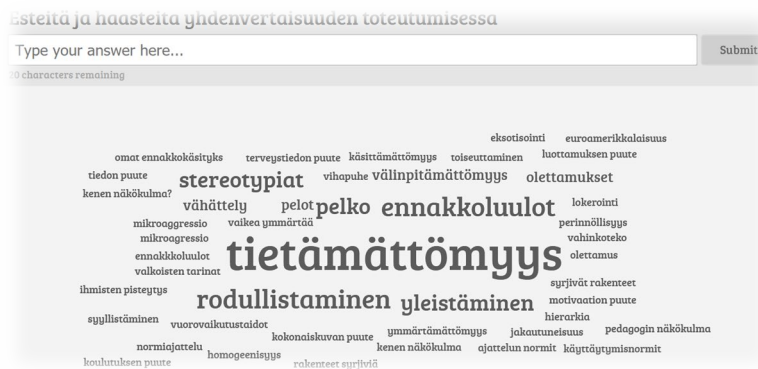 Esteitä ja haasteita yhdenvertaisuuden toteutumisessa
Type your answer here...
Submit
20 characters remaining
eksotisointi euroamerikkalaisuus
omat ennakkokäsityks terveystiedon puute käsittämättömyys toiseuttaminen luottamuksen puute
tiedon puute stereotypiat vihapuhe välinpitämättömyys olettamukset
kenen näkökulma?
vähättely pelot pelko ennakkoluulot lokerointi
mikroaggressio vaikea ymmärtää perinnöllisyys
mikroagressio tietämättömyys vahinkoteko
ennakkkoluulot olettamus
valkoisten tarinat
ihmisten pisteytys syrjivät rakenteet
rodullistaminen yleistäminen motivaation puute
syyllistäminen vuorovaikutustaidot hierarkia
kokonaiskuvan puute ymmärtämättömyys jakautuneisuus pedagogin näkökulma
normiajattelu homogeenisyys kenen näkökulma ajattelun normit käyttäytymisnormit
koulutuksen puute rakenteet syrjiviä